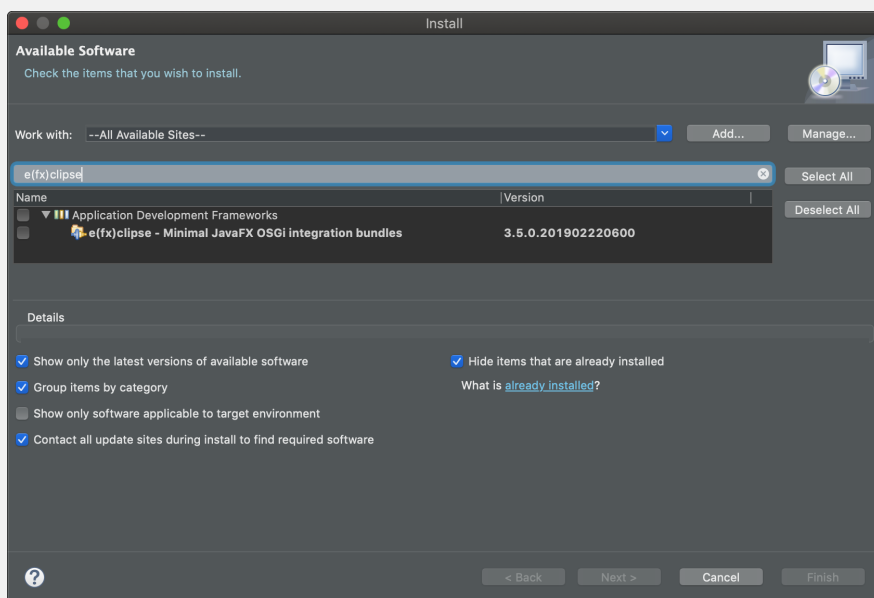 Install
Available Software
Check the items that you wish to install.
Work with: --All Available Sites-- Add... Manage...
e(fx)clipse Select All
Name Version
Deselect All
Application Development Frameworks
e(fx)clipse - Minimal JavaFX OSGi integration bundles 3.5.0.201902220600
Details
Show only the latest versions of available software Hide items that are already installed
Group items by category What is already installed?
Show only software applicable to target environment
Contact all update sites during install to find required software
? < Back Next > Cancel Finish